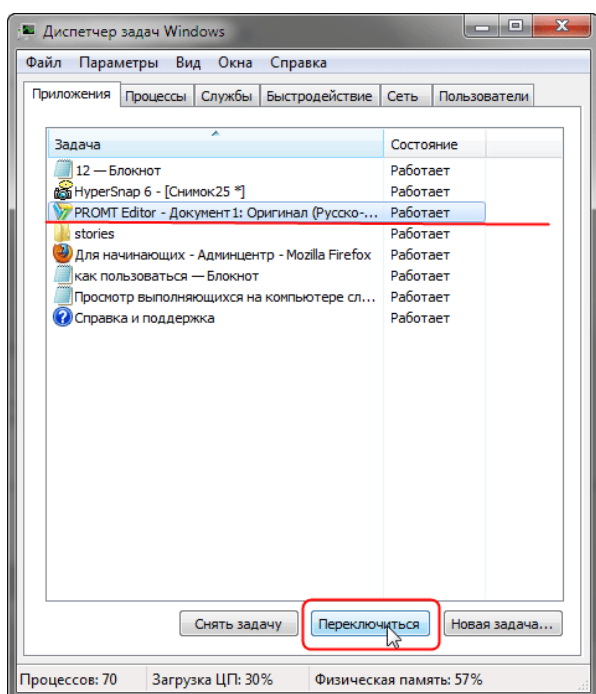 Диспетчер задач Windows
Файл Параметры Вид Окна Справка
Приложения Процессы Службы Быстродействие Сеть Пользователи
Задача Состояние
12 — Блокнот Работает
HyperSnap 6 - [Снимок25 *] Работает
PROMT Editor - Документ1: Оригинал (Русско-... Работает
stories Работает
Для начинающих - Админцентр - Mozilla Firefox Работает
как пользоваться — Блокнот Работает
Просмотр выполняющихся на компьютере сл... Работает
Справка и поддержка Работает
Снять задачу Переключиться Новая задача...
Процессов: 70 Загрузка ЦП: 30% Физическая память: 57%